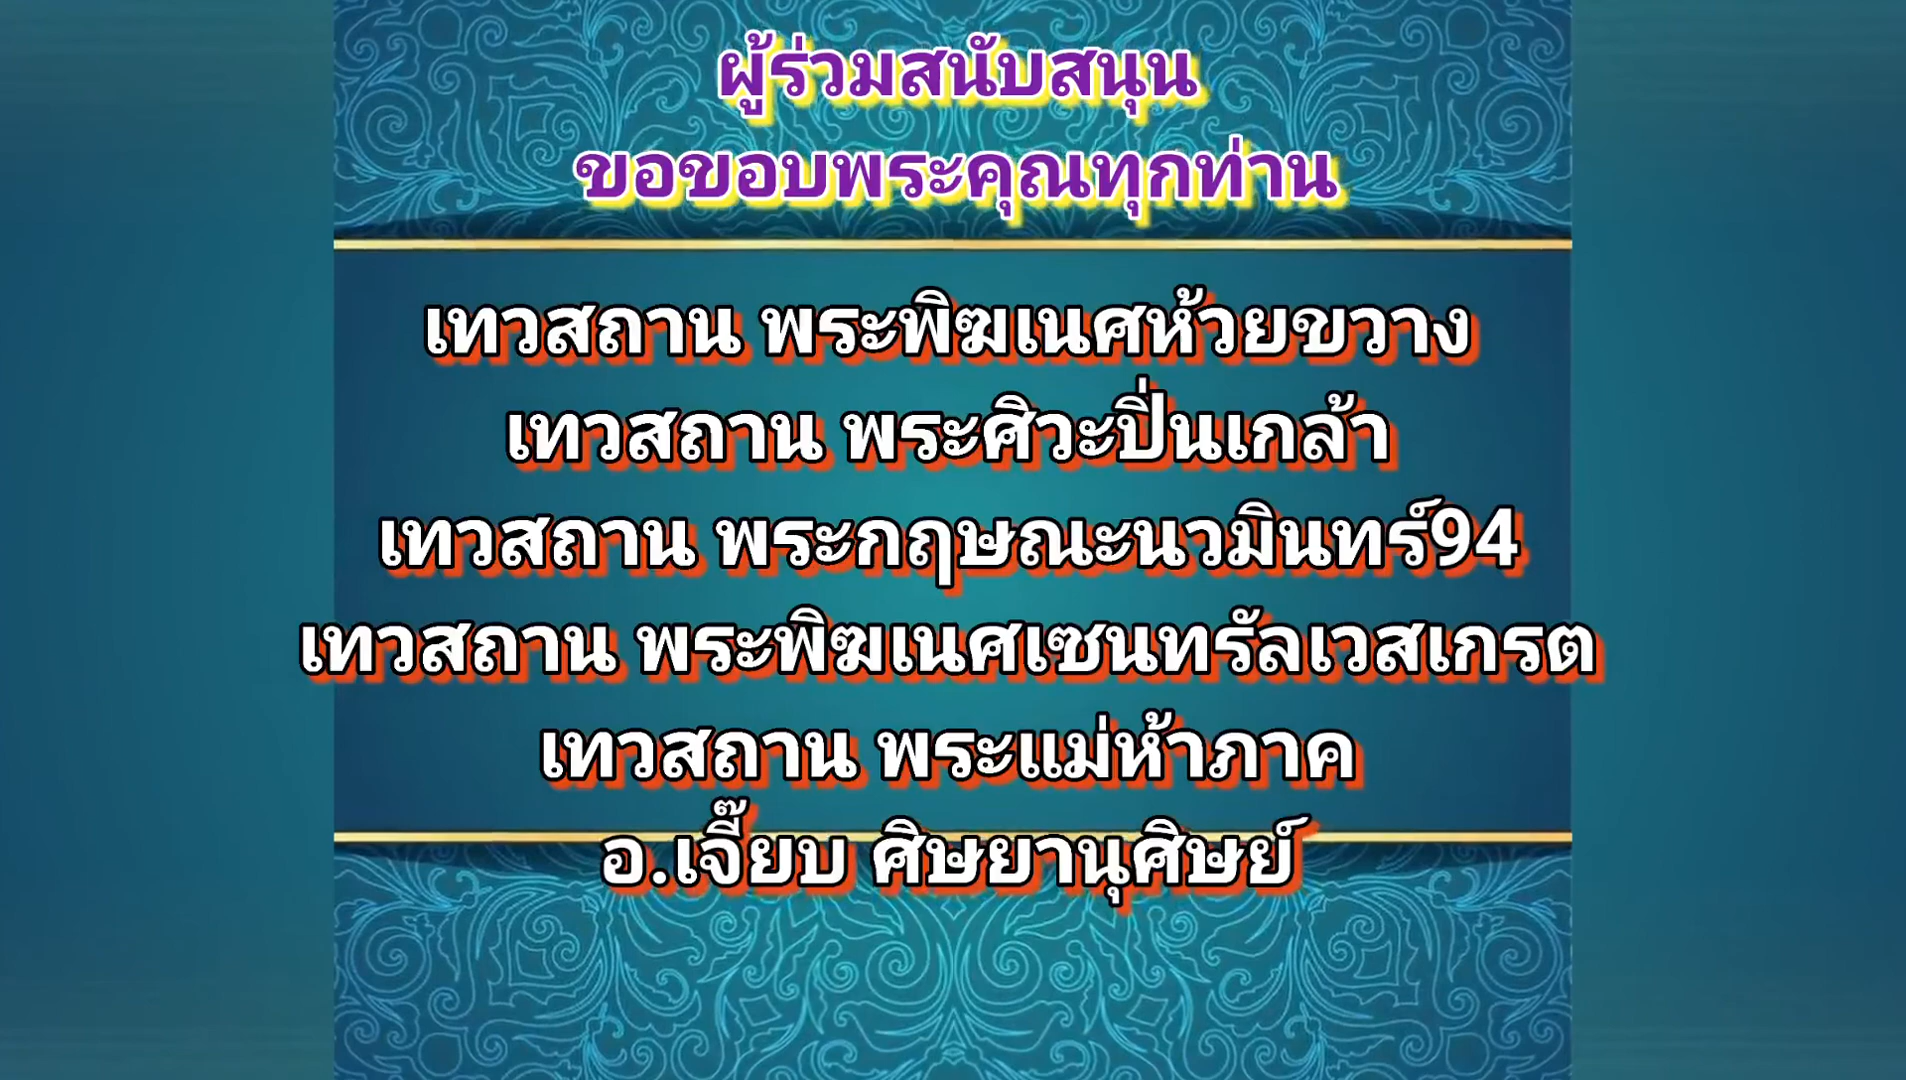 ผู้ร่วมสนับสนุน
ขอขอบพระคุณทุกท่าน
เทวสถาน พระพิฆเนศห้วยขวาง
เทวสถาน พระศิวะปิ่นเกล้า
เทวสถาน พระกฤษณะนวมินทร์94
เทวสถาน พระพิฆเนศเซนทรัลเวสเกรต
เทวสถาน พระแม่ห้าภาค
อ.เจี๊ยบ ศิษยานุศิษย์